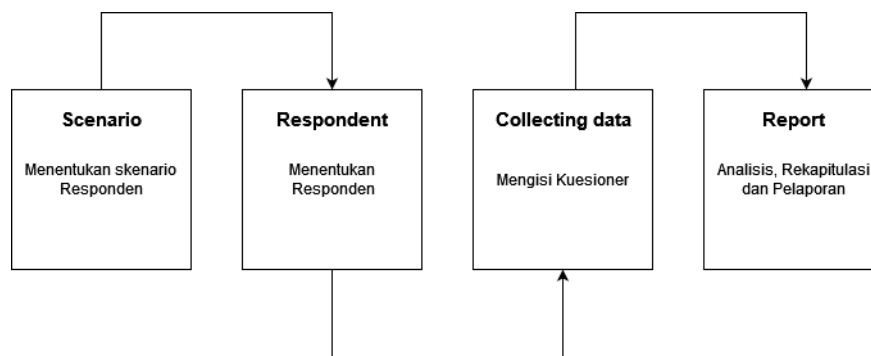 Scenario
Menentukan skenario
Responden
Respondent
Menentukan
Responden
Collecting data
Mengisi Kuesioner
Report
Analisis, Rekapitulasi
dan Pelaporan